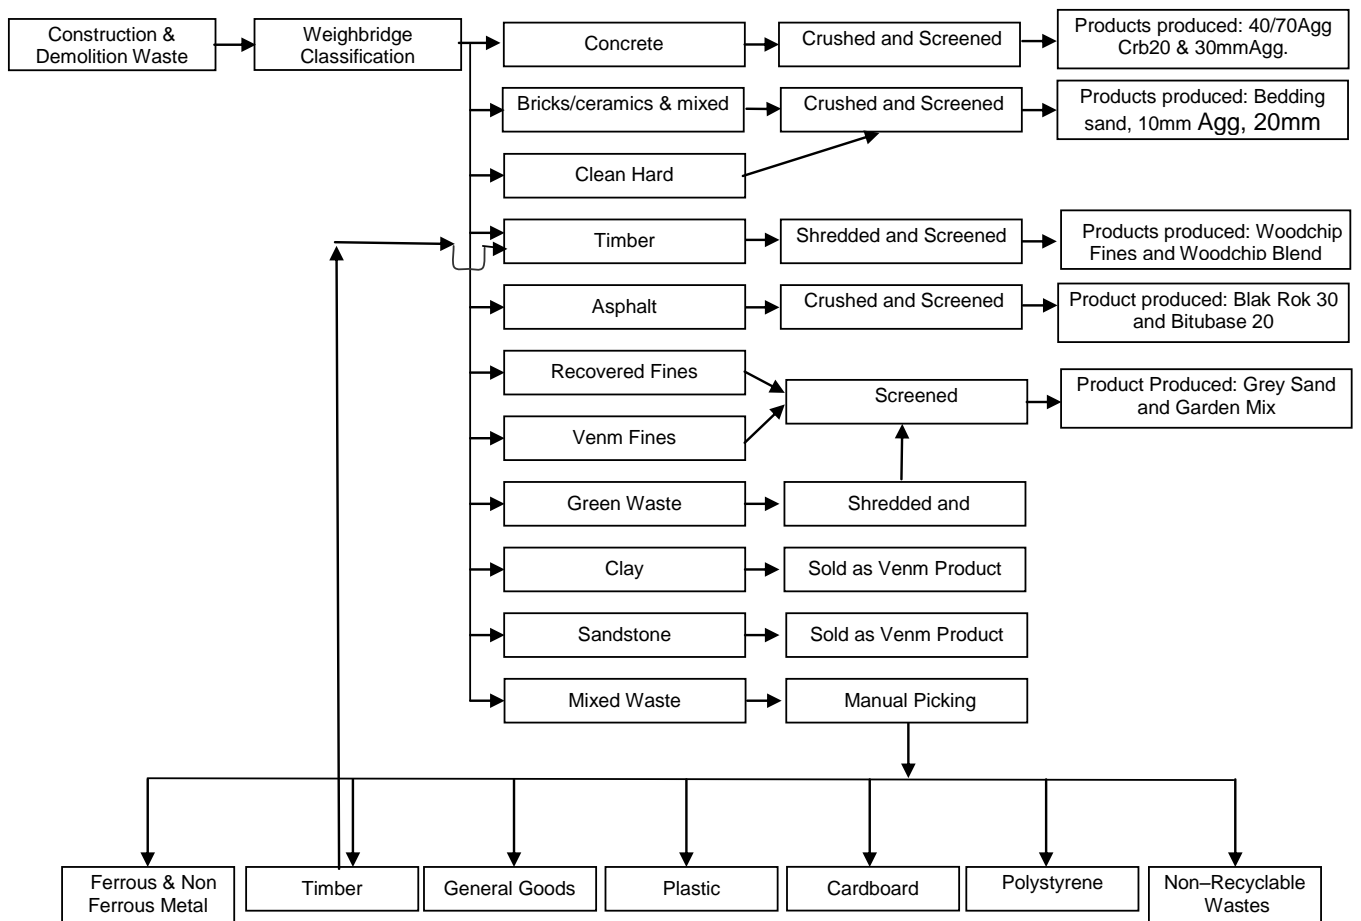 Construction &
Demolition Waste
Weighbridge
Classification
Concrete
Crushed and Screened
Products produced: 40/70Agg
Crb20 & 30mmAgg.
Bricks/ceramics & mixed
Crushed and Screened
Products produced: Bedding
sand, 10mm Agg, 20mm
Clean Hard
Timber
Shredded and Screened
Products produced: Woodchip
Fines and Woodchip Blend
Asphalt
Crushed and Screened
Product produced: Blak Rok 30
and Bitubase 20
Recovered Fines
Screened
Product Produced: Grey Sand
and Garden Mix
Venm Fines
Green Waste
Shredded and
Clay
Sold as Venm Product
Sandstone
Sold as Venm Product
Mixed Waste
Manual Picking
Ferrous & Non
Ferrous Metal
Timber
General Goods
Plastic
Cardboard
Polystyrene
Non–Recyclable
Wastes